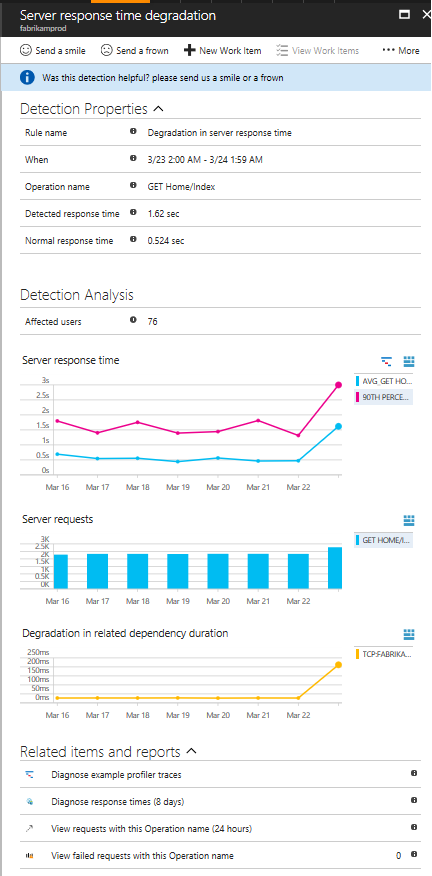 Server response time degradation
fabrikamprod
Send a smile Send a frown New Work Item View Work Items ••• More
Was this detection helpful? please send us a smile or a frown
Detection Properties
Rule name Degradation in server response time
When 3/23 2:00 AM - 3/24 1:59 AM
Operation name GET Home/Index
Detected response time 1.62 sec
Normal response time 0.524 sec
Detection Analysis
Affected users 76
Server response time
3s
2.5s
2s
1.5s
1s
0.5s
0s
Mar 16 Mar 17 Mar 18 Mar 19 Mar 20 Mar 21 Mar 22
AVG_GET HO...
90TH PERCE...
Server requests
3K
2.5K
2K
1.5K
1K
0.5K
0K
Mar 16 Mar 17 Mar 18 Mar 19 Mar 20 Mar 21 Mar 22
GET HOME/I...
Degradation in related dependency duration
250ms
200ms
150ms
100ms
50ms
0ms
Mar 16 Mar 17 Mar 18 Mar 19 Mar 20 Mar 21 Mar 22
TCP:FABRIKA...
Related items and reports
Diagnose example profiler traces
Diagnose response times (8 days)
View requests with this Operation name (24 hours)
View failed requests with this Operation name 0